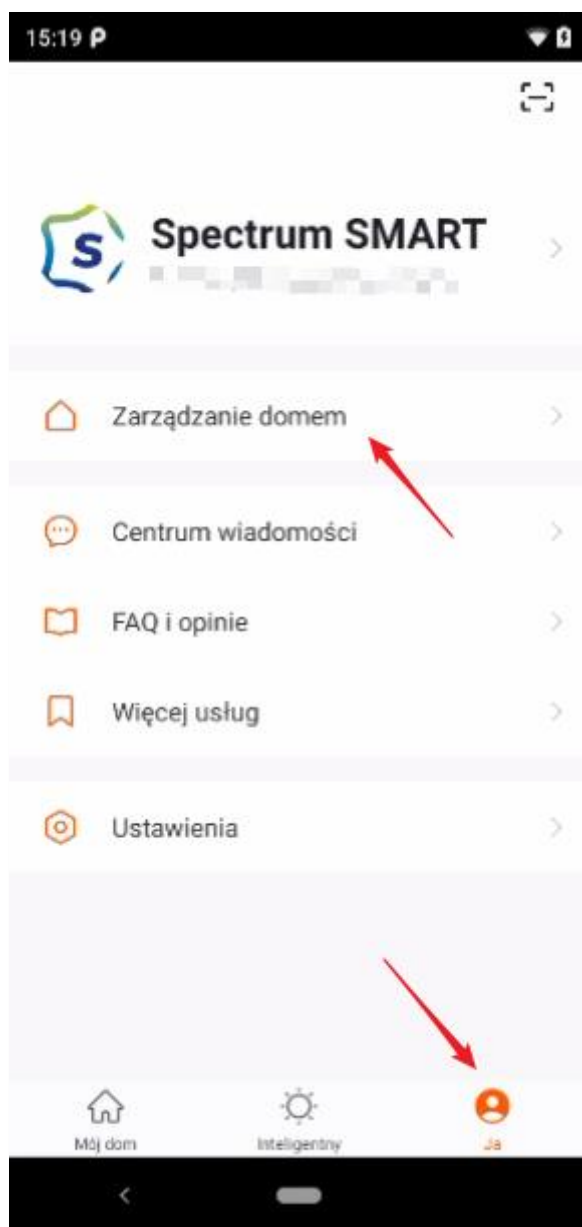 15:19
S
Spectrum SMART
Zarządzanie domem
Centrum wiadomości
FAQ i opinie
Więcej usług
Ustawienia
Mój dom
Inteligentny
Ja